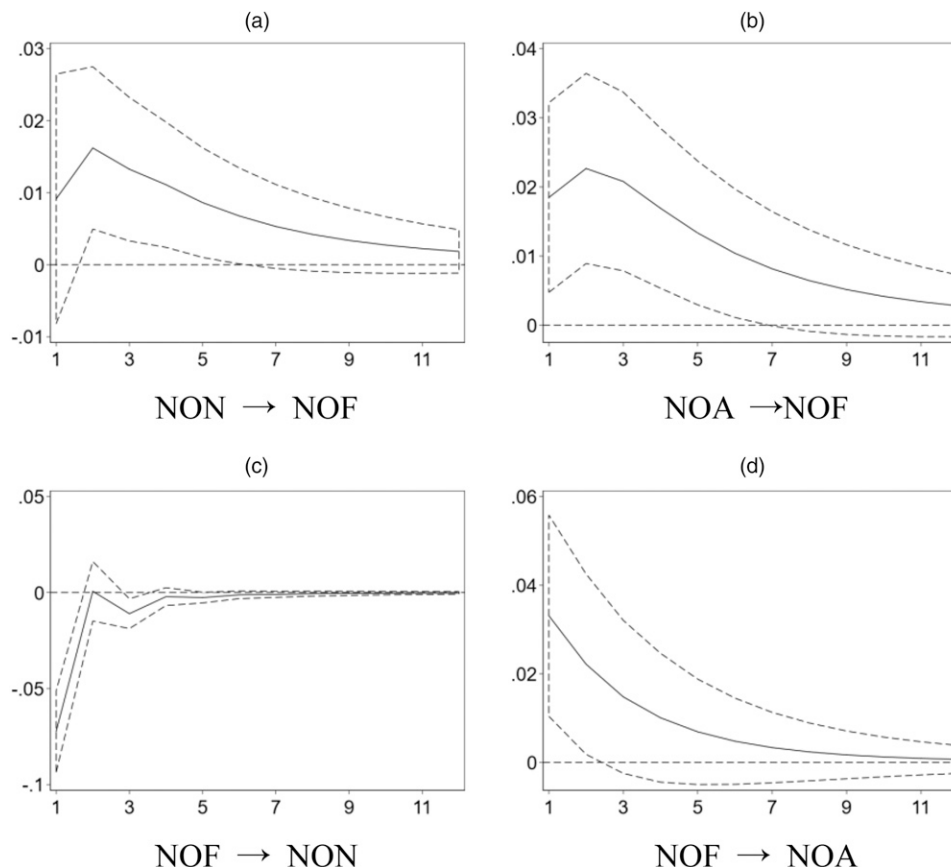 (a)
.03
.02
.01
0
-.01
1 3 5 7 9 11
NON → NOF
(b)
.04
.03
.02
.01
0
1 3 5 7 9 11
NOA →NOF
(c)
.05
0
-.05
-.1
1 3 5 7 9 11
NOF → NON
(d)
.06
.04
.02
0
1 3 5 7 9 11
NOF → NOA